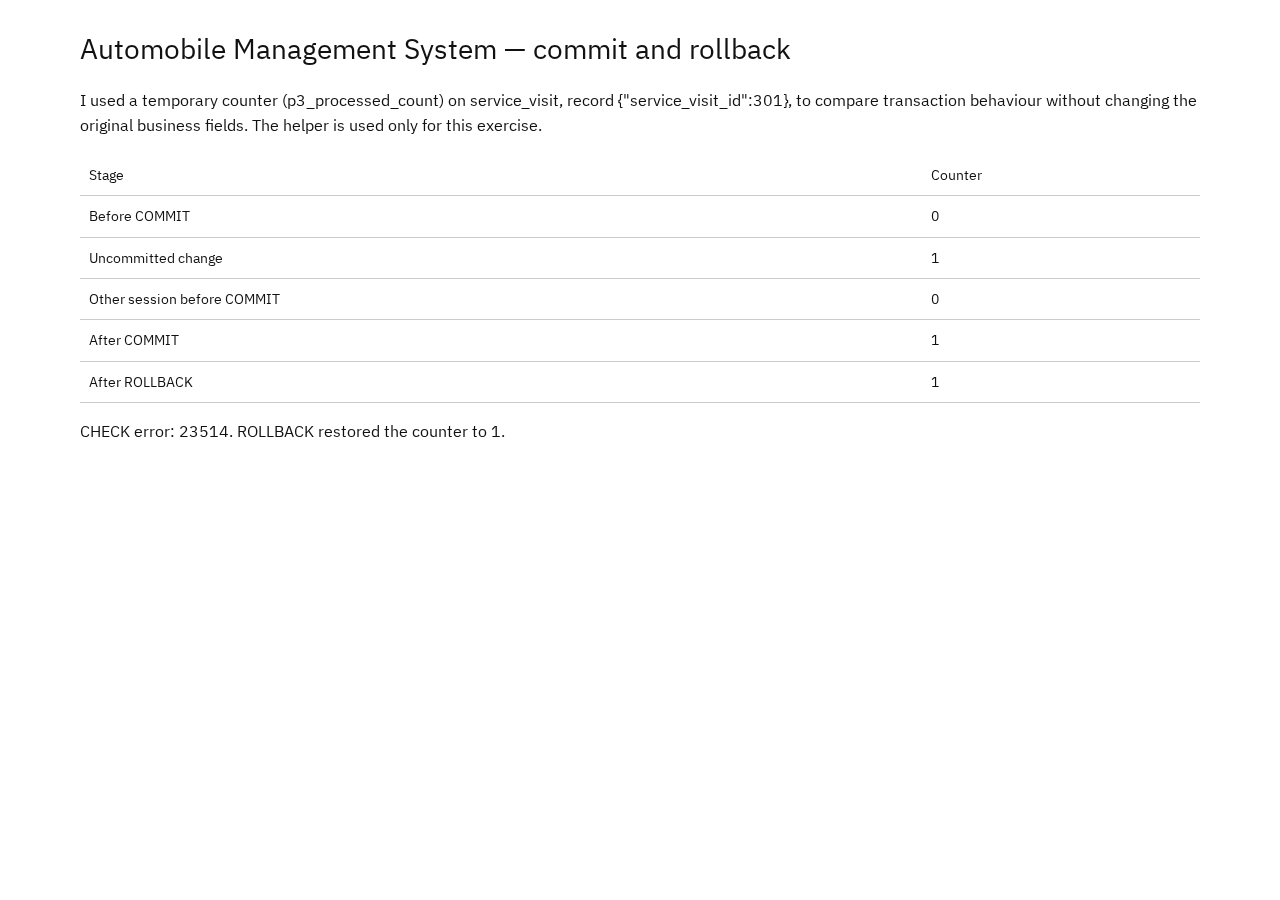 Automobile Management System — commit and rollback
I used a temporary counter (p3_processed_count) on service_visit, record {"service_visit_id":301}, to compare transaction behaviour without changing the
original business fields. The helper is used only for this exercise.
Stage Counter
Before COMMIT 0
Uncommitted change 1
Other session before COMMIT 0
After COMMIT 1
After ROLLBACK 1
CHECK error: 23514. ROLLBACK restored the counter to 1.